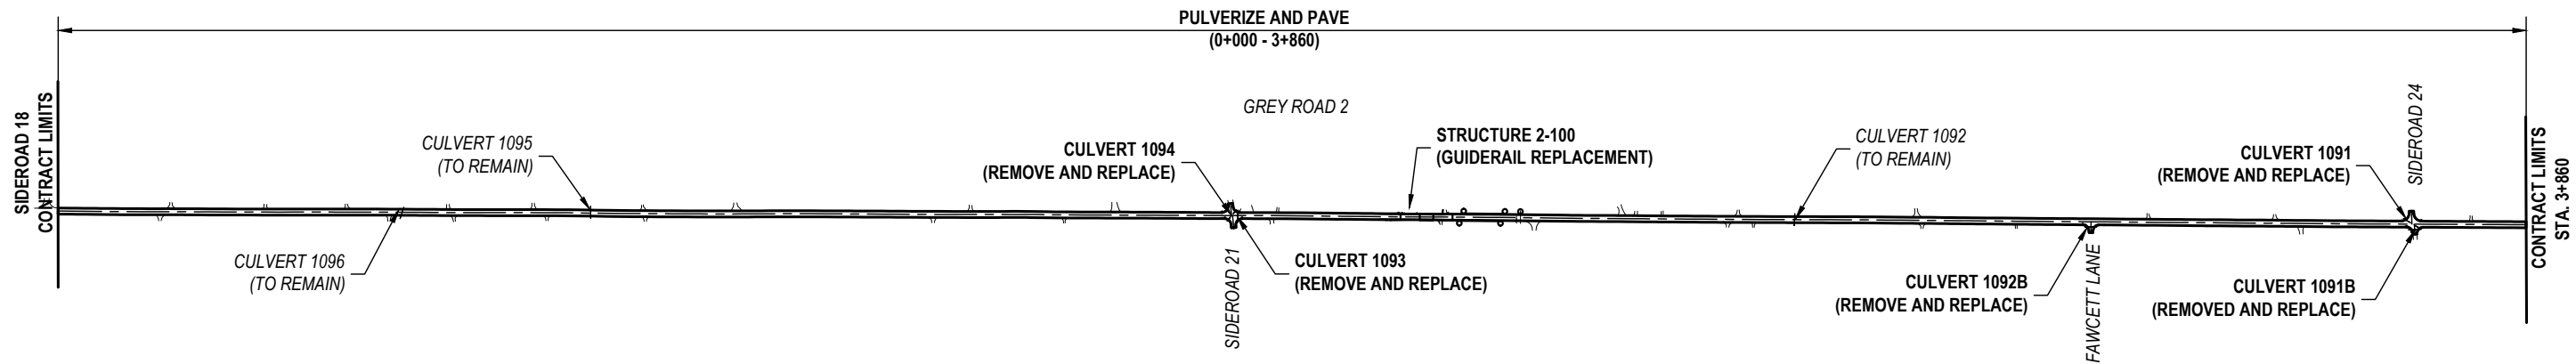 PULVERIZE AND PAVE
(0+000 - 3+860)
SIDEROAD 18
CONTRACT LIMITS
CULVERT 1095
(TO REMAIN)
CULVERT 1096
(TO REMAIN)
CULVERT 1094
(REMOVE AND REPLACE)
GREY ROAD 2
SIDEROAD 21
CULVERT 1093
(REMOVE AND REPLACE)
STRUCTURE 2-100
(GUIDERAIL REPLACEMENT)
CULVERT 1092
(TO REMAIN)
CULVERT 1092B
(REMOVE AND REPLACE)
FAWCETT LANE
CULVERT 1091
(REMOVE AND REPLACE)
SIDEROAD 24
CULVERT 1091B
(REMOVED AND REPLACE)
CONTRACT LIMITS
STA. 3+860